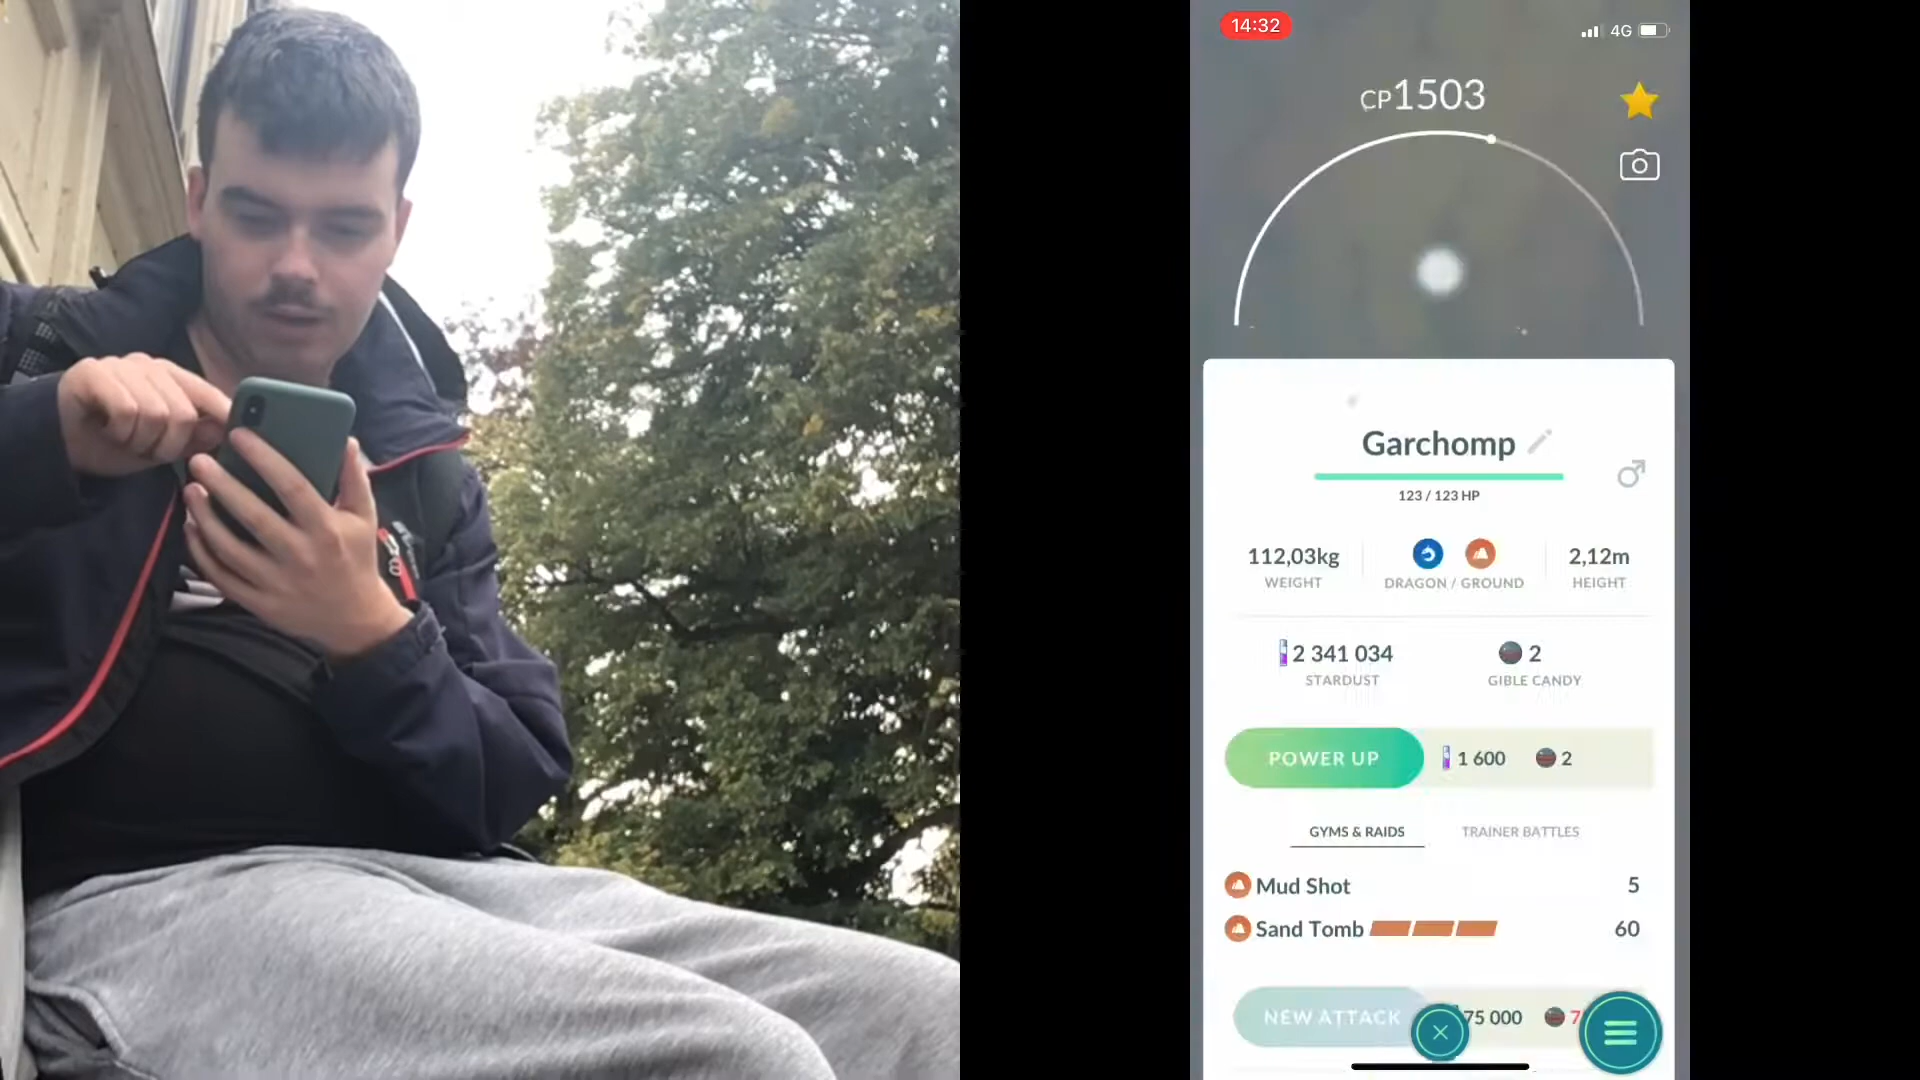 14:32
4G
CP1503
Garchomp
123 / 123 HP
112,03kg
WEIGHT
DRAGON / GROUND
2,12m
HEIGHT
2 341 034
STARDUST
2
GIBLE CANDY
POWER UP 1 600 2
GYMS & RAIDS TRAINER BATTLES
Mud Shot 5
Sand Tomb 60
NEW ATTACK 75 000